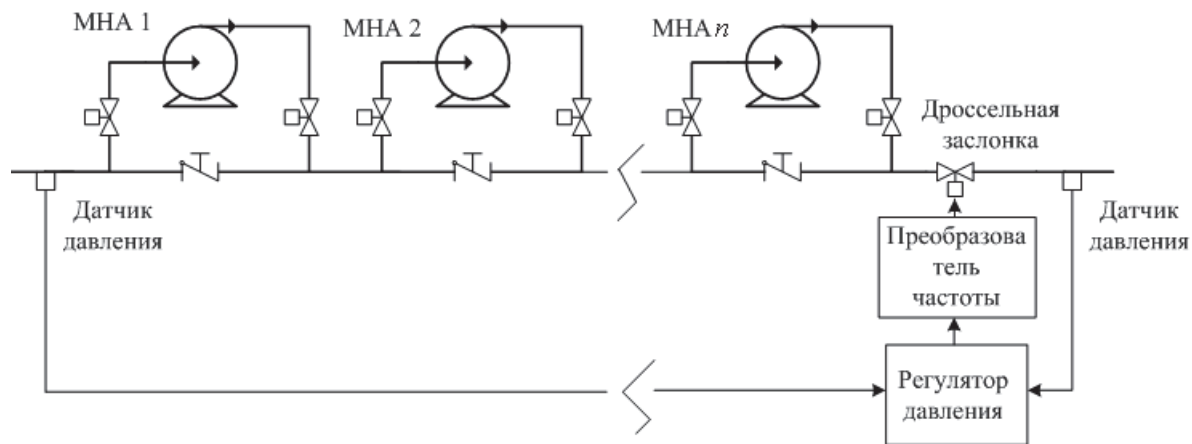 МНА 1
МНА 2
МНА n
Дроссельная
заслонка
Датчик
давления
Датчик
давления
Преобразова
тель
частоты
Регулятор
давления